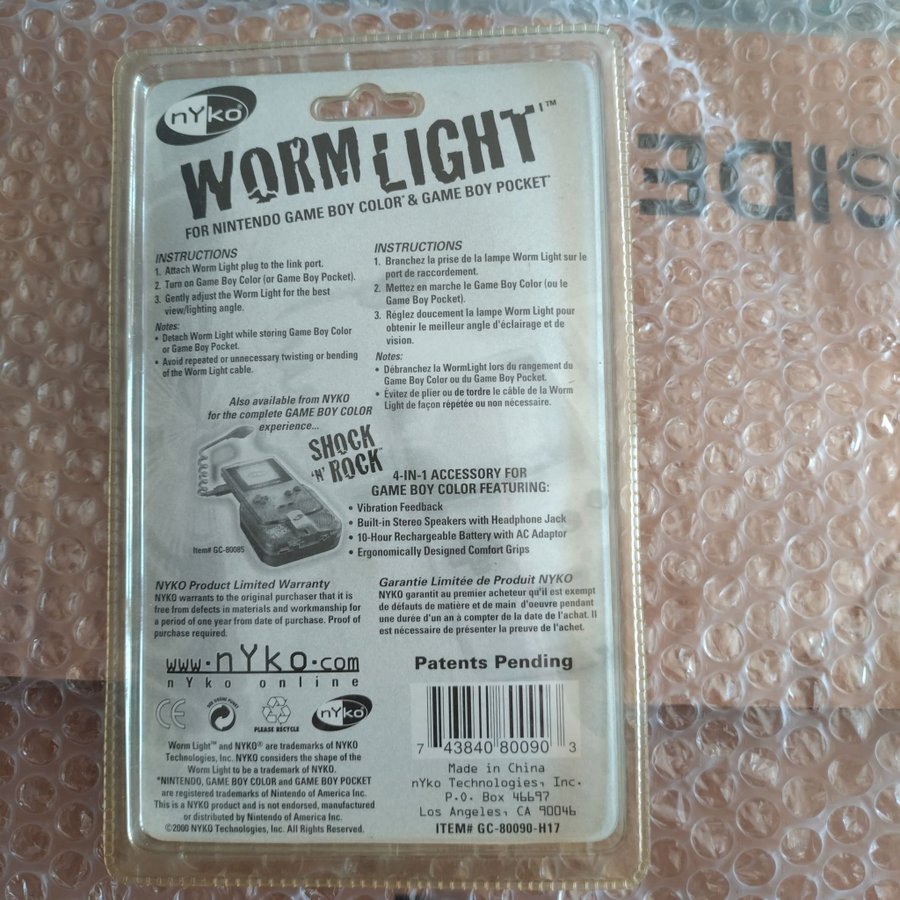 nyko®
WORM LIGHT™
FOR NINTENDO GAME BOY COLOR* & GAME BOY POCKET*
INSTRUCTIONS
1. Attach Worm Light plug to the link port.
2. Turn on Game Boy Color (or Game Boy Pocket).
3. Gently adjust the Worm Light for the best
view/lighting angle.
Notes:
• Detach Worm Light while storing Game Boy Color
or Game Boy Pocket.
• Avoid repeated or unnecessary twisting or bending
of the Worm Light cable.
INSTRUCTIONS
1. Branchez la prise de la lampe Worm Light sur le
port de raccordement.
2. Mettez en marche le Game Boy Color (ou le
Game Boy Pocket).
3. Réglez doucement la lampe Worm Light pour
obtenir le meilleur angle d'éclairage et de
vision.
Notes:
• Débranchez la WormLight lors du rangement du
Game Boy Color ou du Game Boy Pocket.
• Évitez de plier ou de tordre le câble de la Worm
Light de façon répétée ou non nécessaire.
Also available from NYKO
for the complete GAME BOY COLOR
experience...
SHOCK
'N' ROCK™
Item# GC-80085
4-IN-1 ACCESSORY FOR
GAME BOY COLOR FEATURING:
• Vibration Feedback
• Built-in Stereo Speakers with Headphone Jack
• 10-Hour Rechargeable Battery with AC Adaptor
• Ergonomically Designed Comfort Grips
NYKO Product Limited Warranty
NYKO warrants to the original purchaser that it is
free from defects in materials and workmanship for
a period of one year from date of purchase. Proof of
purchase required.
Garantie Limitée de Produit NYKO
NYKO garantit au premier acheteur qu'il est exempt
de défauts de matière et de main d'oeuvre pendant
une durée d'un an à compter de la date de l'achat. Il
est nécessaire de présenter la preuve de l'achet.
www.nyko.com
nyko online
CE
PLEASE RECYCLE
nyko
Worm Light™ and NYKO® are trademarks of NYKO
Technologies, Inc. NYKO considers the shape of the
Worm Light to be a trademark of NYKO.
*NINTENDO, GAME BOY COLOR and GAME BOY POCKET
are registered trademarks of Nintendo of America Inc.
This is a NYKO product and is not endorsed, manufactured
or distributed by Nintendo of America Inc.
©2000 NYKO Technologies, Inc. All Rights Reserved.
Patents Pending
7 43840 80090 3
Made in China
nyko Technologies, Inc.
P.O. Box 46697
Los Angeles, CA 90046
ITEM# GC-80090-H17
SIDE